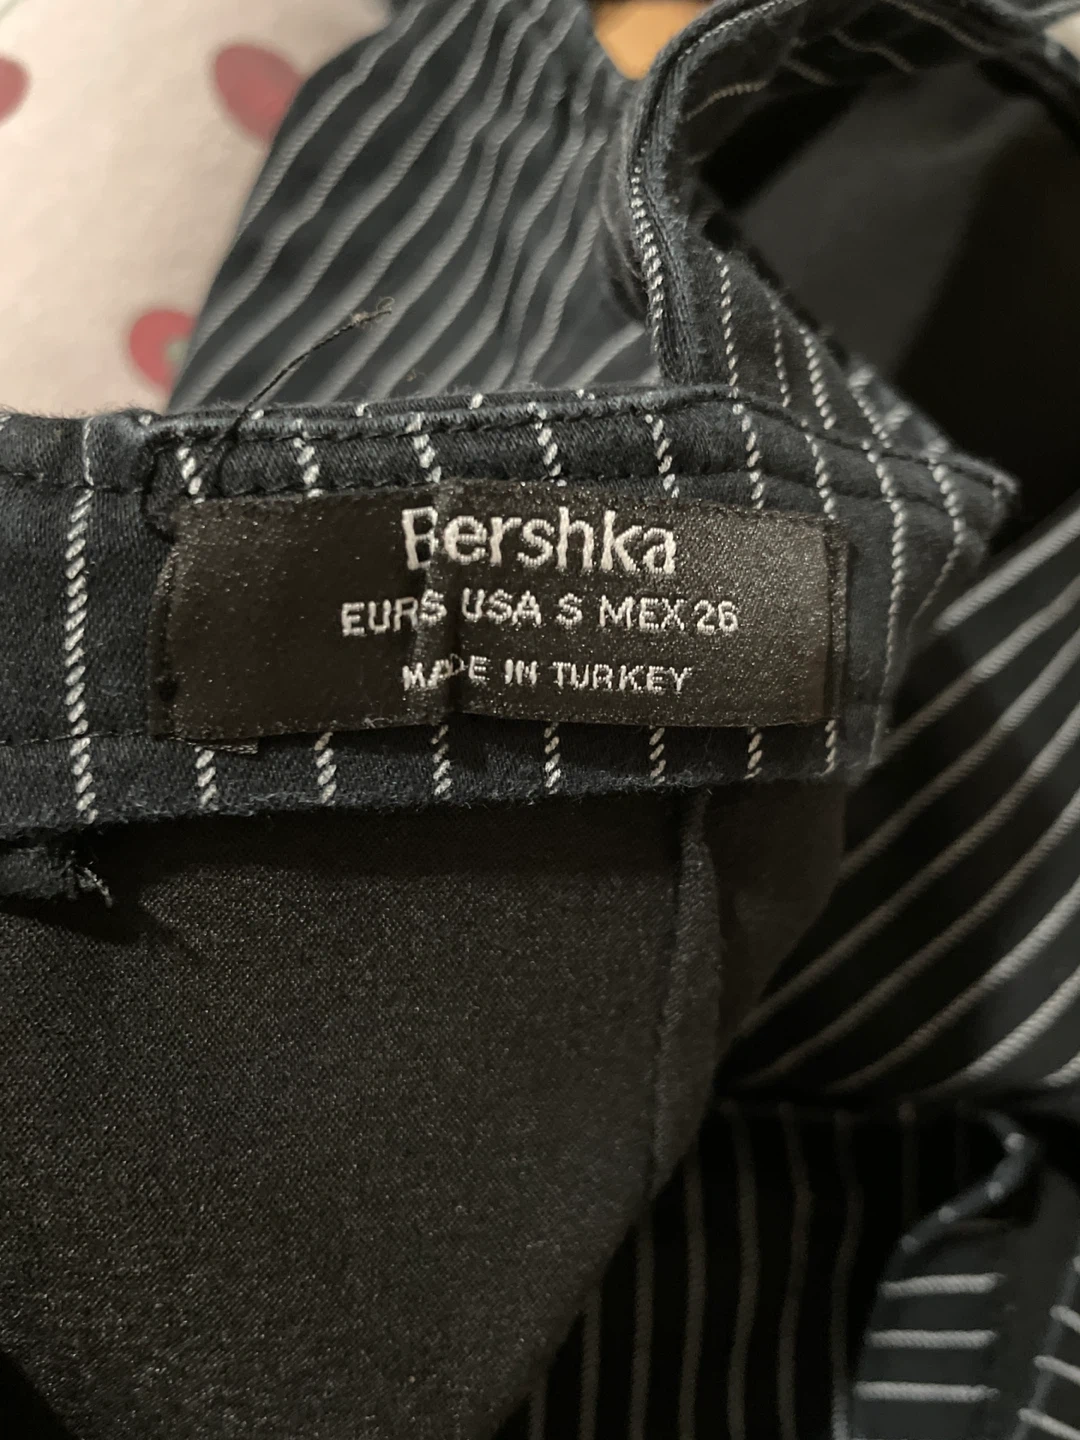 Bershka
EUR S USA S MEX 26
MADE IN TURKEY